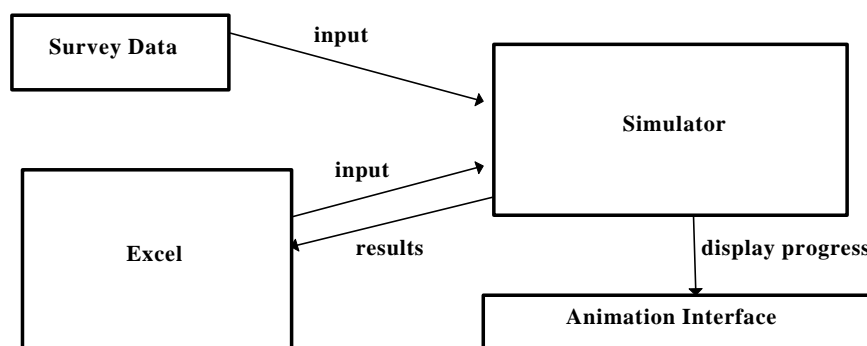 Survey Data
input
Simulator
input
Excel
results
display progress
Animation Interface